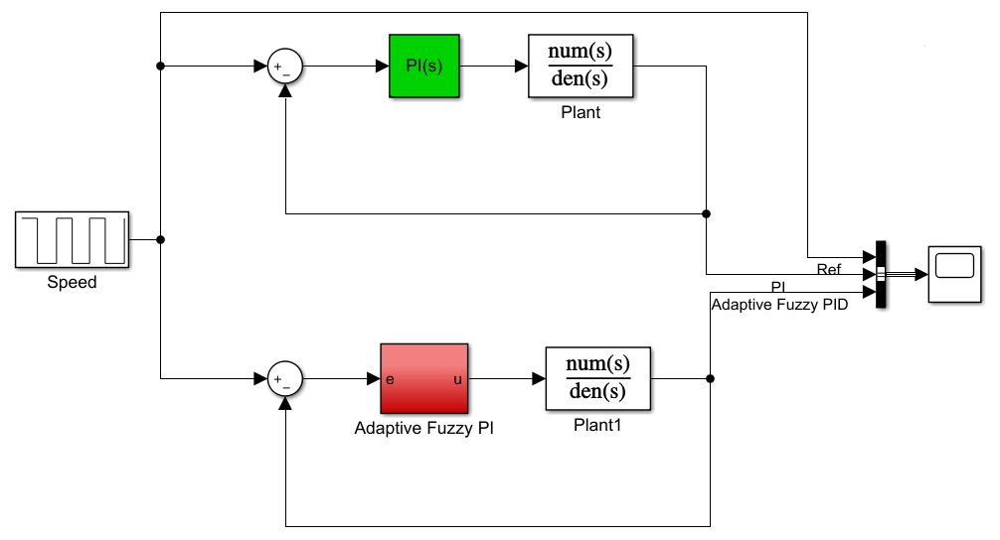 +
−
PI(s)
num(s)
den(s)
Plant
Speed
Ref
PI
Adaptive Fuzzy PID
+
−
e
u
Adaptive Fuzzy PI
num(s)
den(s)
Plant1